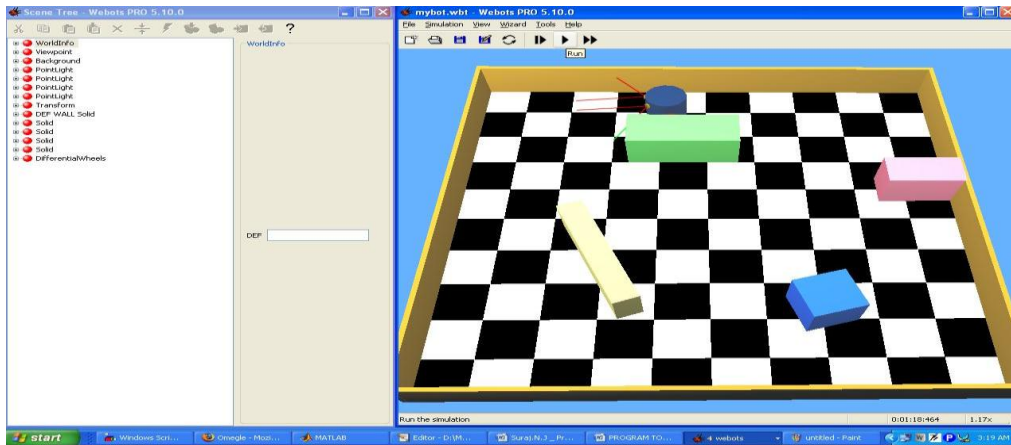 Scene Tree - Webots PRO 5.10.0
WorldInfo
Viewpoint
Background
PointLight
PointLight
PointLight
PointLight
Transform
DEF WALL Solid
Solid
Solid
Solid
Solid
DifferentialWheels
WorldInfo
DEF
mybot.wbt - Webots PRO 5.10.0
File Simulation View Wizard Tools Help
Run
Run the simulation
0:01:18:464
1.17x
start
Windows Scri...
Omegle - Mozi...
MATLAB
Editor - D:\M...
Suraj.N.J _ Pr...
PROGRAM TO...
4 webots
untitled - Paint
3:19 AM